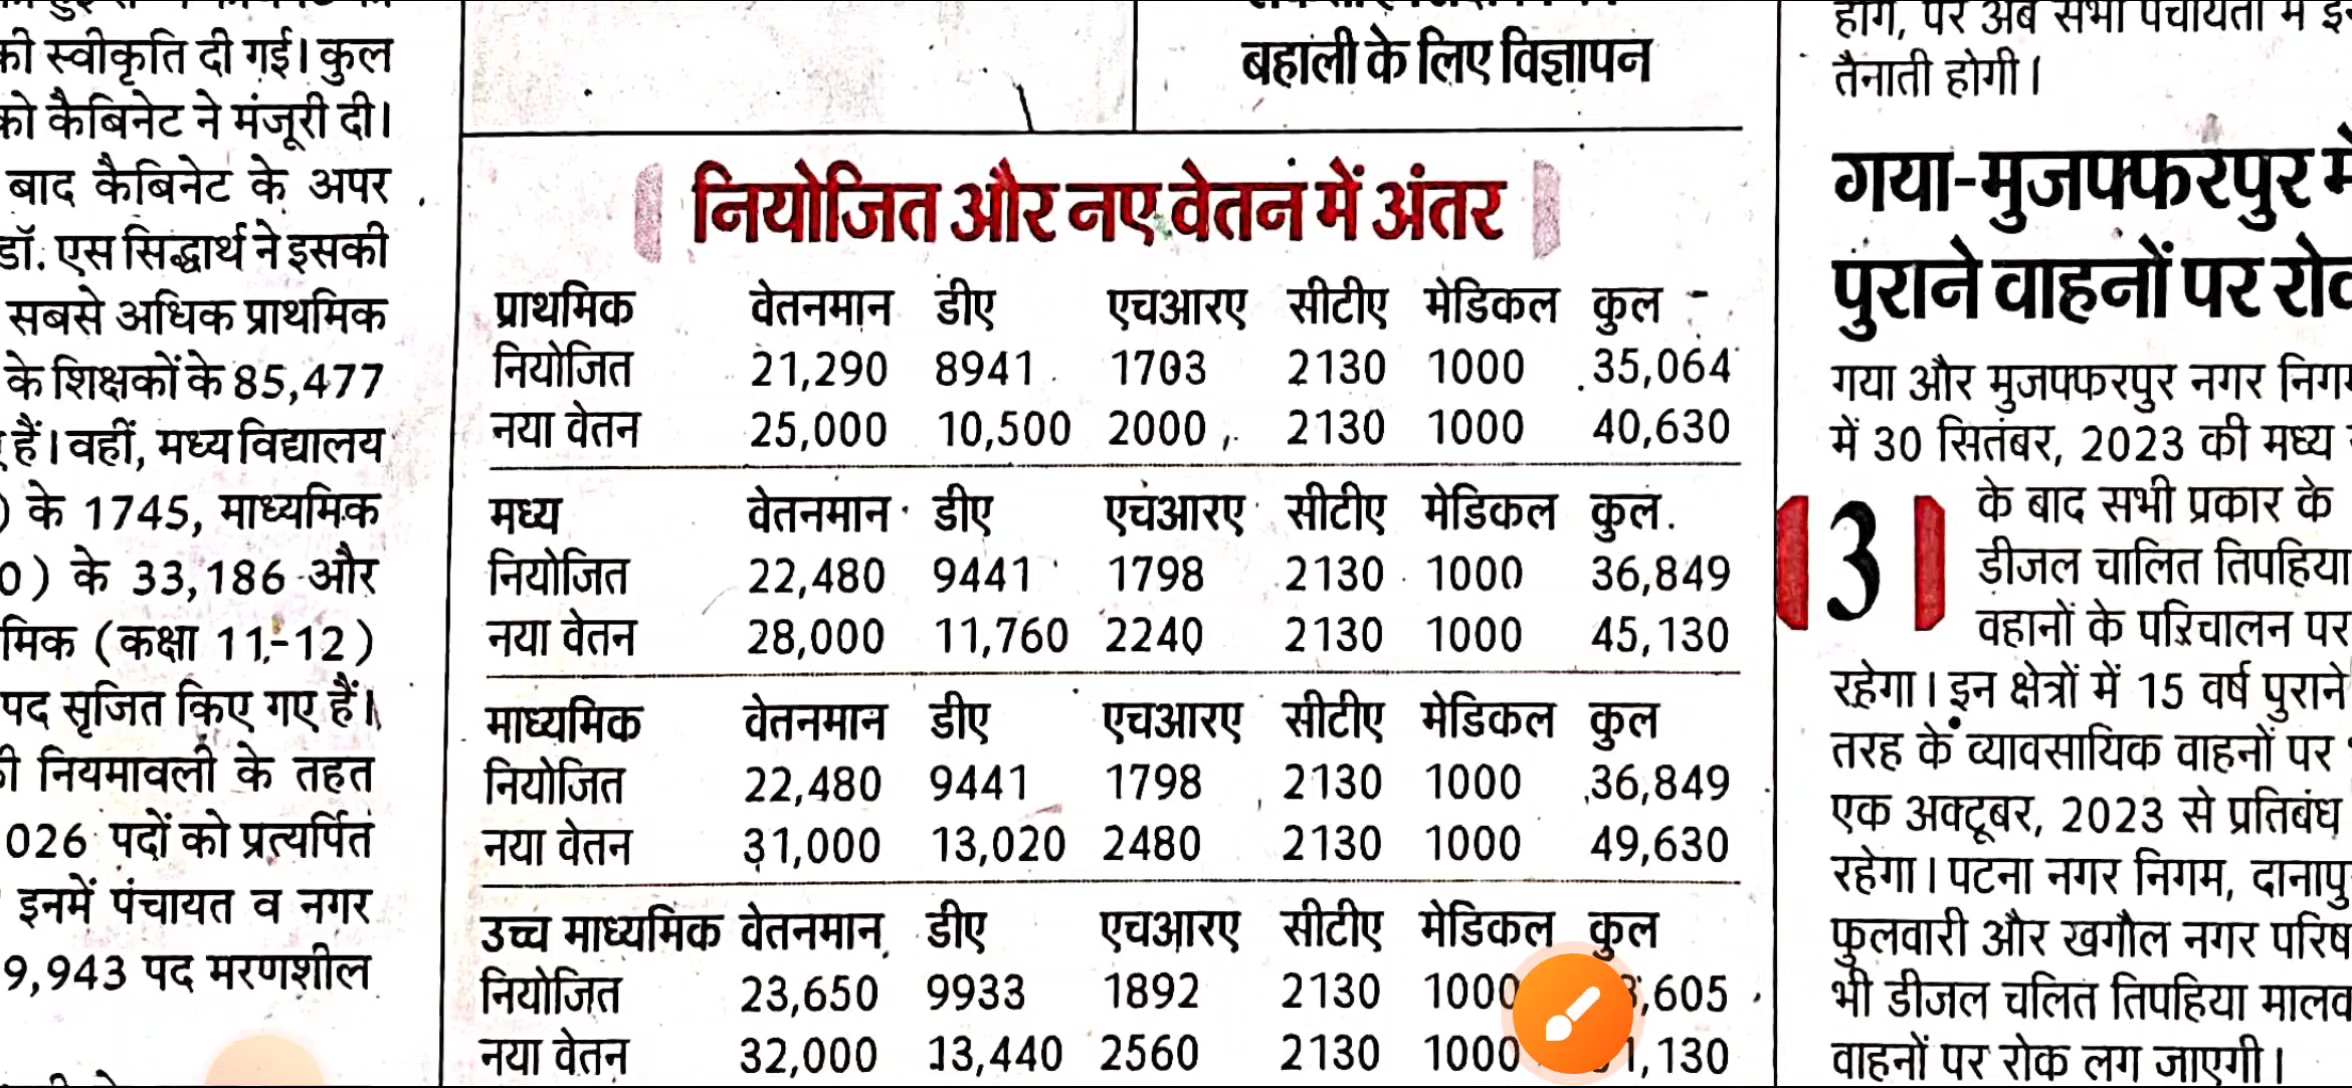 की स्वीकृति दी गई। कुल
को कैबिनेट ने मंजूरी दी।
बाद कैबिनेट के अपर
डॉ. एस सिद्धार्थ ने इसकी
सबसे अधिक प्राथमिक
के शिक्षकों के 85,477
हैं। वहीं, मध्य विद्यालय
) के 1745, माध्यमिक
0) के 33,186 और
मिक (कक्षा 11-12)
पद सृजित किए गए हैं।
नियमावली के तहत
026 पदों को प्रत्यर्पित
इनमें पंचायत व नगर
9,943 पद मरणशील
बहाली के लिए विज्ञापन
नियोजित और नए वेतन में अंतर
प्राथमिक वेतनमान डीए एचआरए सीटीए मेडिकल कुल
नियोजित 21,290 8941 1703 2130 1000 35,064
नया वेतन 25,000 10,500 2000 2130 1000 40,630
मध्य वेतनमान डीए एचआरए सीटीए मेडिकल कुल
नियोजित 22,480 9441 1798 2130 1000 36,849
नया वेतन 28,000 11,760 2240 2130 1000 45,130
माध्यमिक वेतनमान डीए एचआरए सीटीए मेडिकल कुल
नियोजित 22,480 9441 1798 2130 1000 36,849
नया वेतन 31,000 13,020 2480 2130 1000 49,630
उच्च माध्यमिक वेतनमान डीए एचआरए सीटीए मेडिकल कुल
नियोजित 23,650 9933 1892 2130 1000
नया वेतन 32,000 13,440 2560 2130 1000
होंगे, पर अब सभी पंचायतों में
तैनाती होगी।
गया-मुजफ्फरपुर में
पुराने वाहनों पर
गया और मुजफ्फरपुर नगर
में 30 सितंबर, 2023 की मध्य
3 के बाद सभी प्रकार के
डीजल चालित तिपहिया
वहानों के परिचालन पर
रहेगा। इन क्षेत्रों में 15 वर्ष पुराने
तरह के व्यावसायिक वाहनों पर
एक अक्टूबर, 2023 से प्रतिबंध
रहेगा। पटना नगर निगम,
फुलवारी और खगौल नगर
भी डीजल चलित तिपहिया
वाहनों पर रोक लग जाएगी।